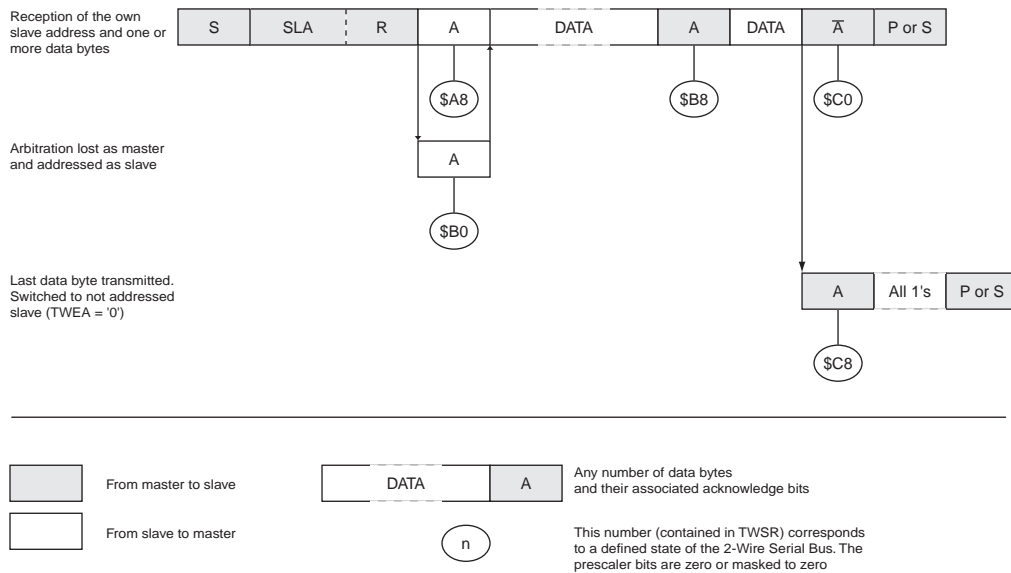 Reception of the own
slave address and one or
more data bytes
S SLA R A DATA A DATA A̅ P or S
$A8 $B8 $C0
Arbitration lost as master
and addressed as slave
A
$B0
Last data byte transmitted.
Switched to not addressed
slave (TWEA = '0')
A All 1's P or S
$C8
From master to slave
DATA A
Any number of data bytes
and their associated acknowledge bits
From slave to master
n
This number (contained in TWSR) corresponds
to a defined state of the 2-Wire Serial Bus. The
prescaler bits are zero or masked to zero